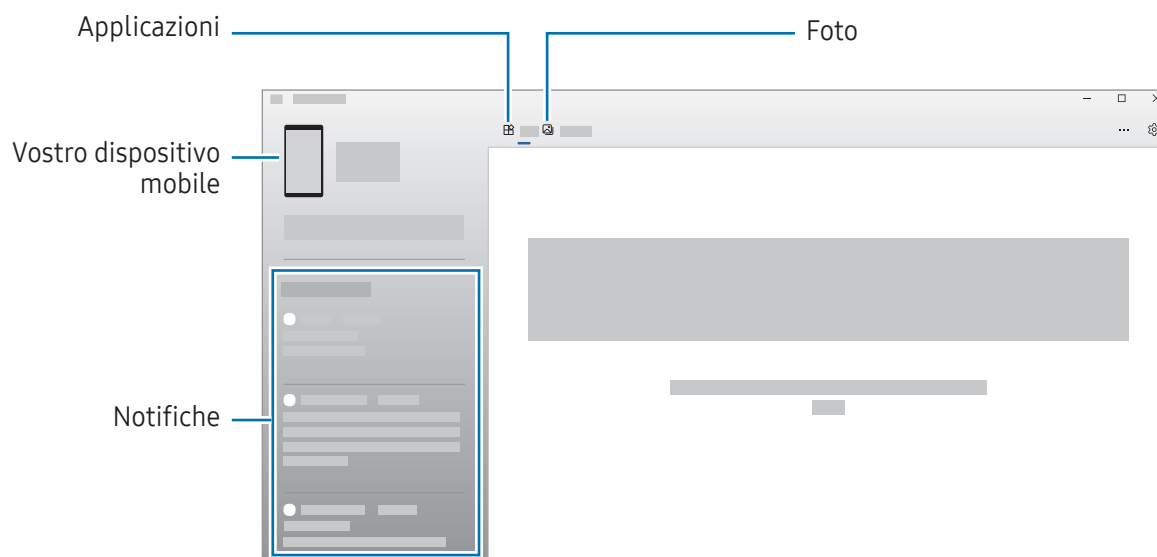 Applicazioni
Foto
Vostro dispositivo
mobile
Notifiche